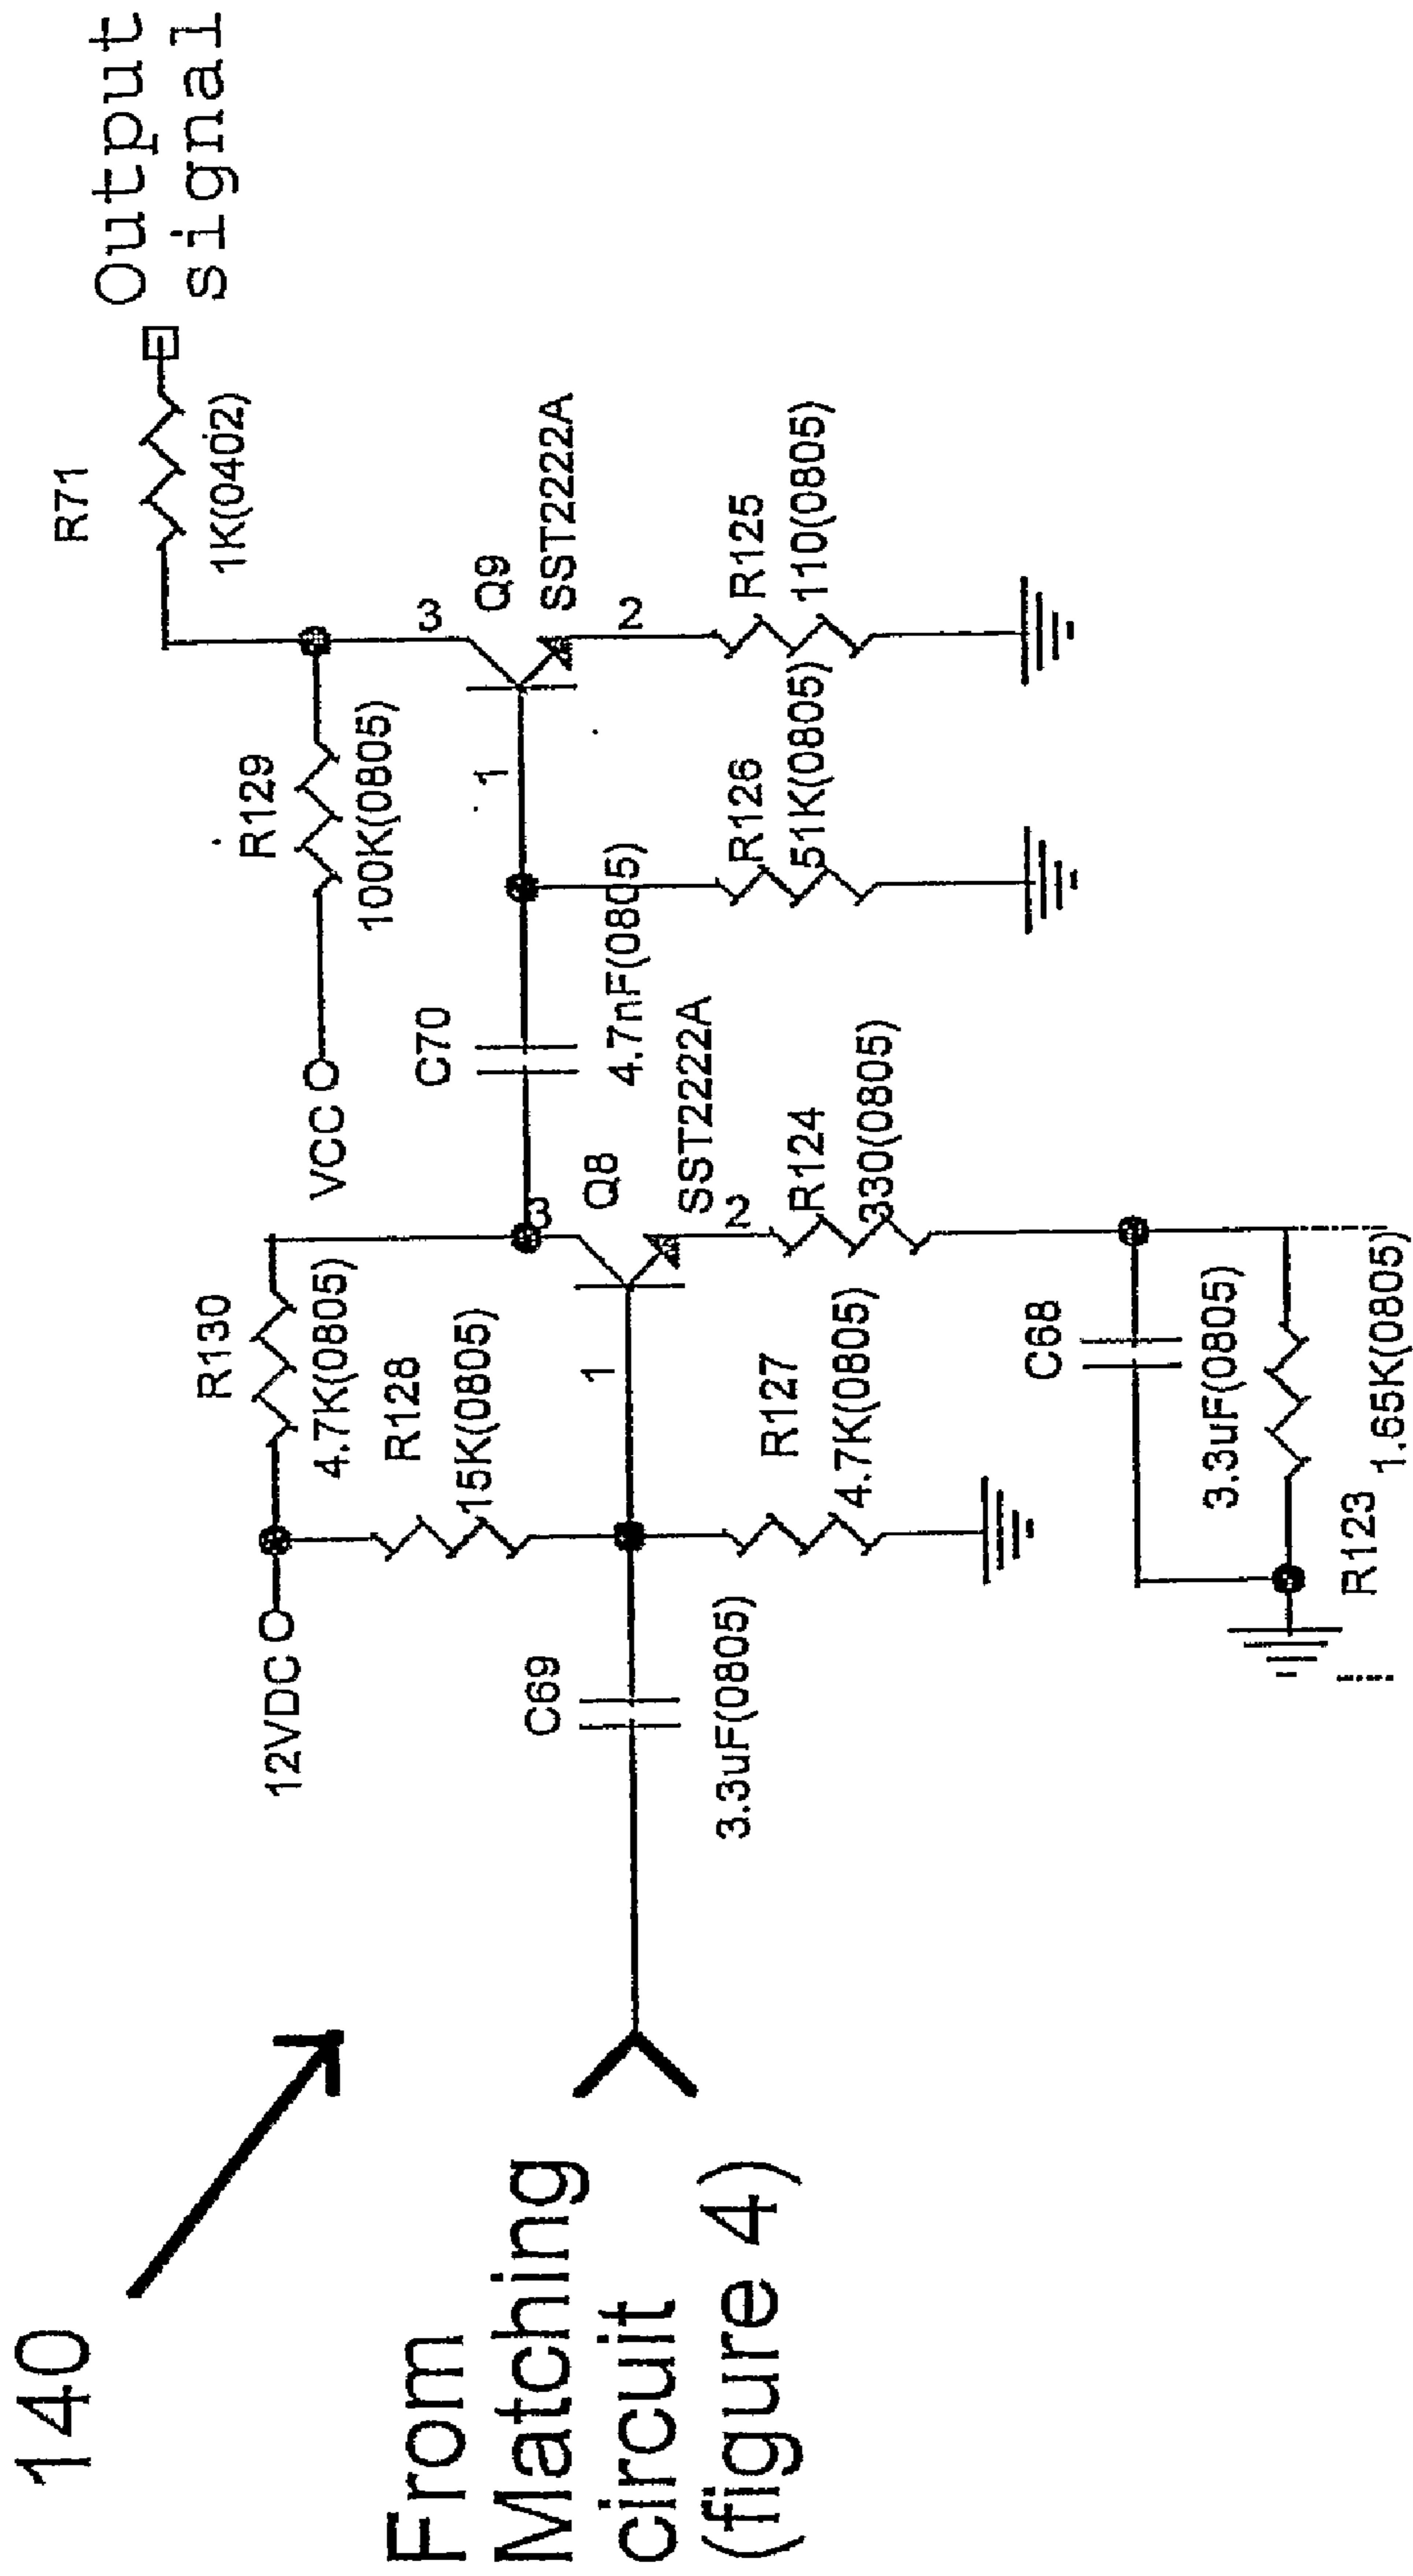 140
From
Matching
circuit
(figure 4)
12VDC
R130
4.7K(0805)
R128
15K(0805)
C69
3.3uF(0805)
1
R127
4.7K(0805)
3
Q8
SST2222A
2
R124
330(0805)
C68
3.3uF(0805)
R123
1.65K(0805)
VCC
R129
100K(0805)
C70
4.7nF(0805)
1
R126
51K(0805)
3
Q9
SST2222A
2
R125
110(0805)
R71
1K(0402)
Output
signal